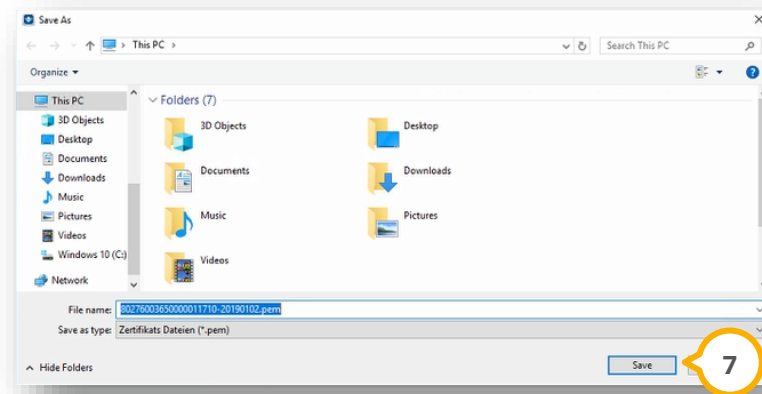 Save As
This PC
Search This PC
Organize
This PC
3D Objects
Desktop
Documents
Downloads
Music
Pictures
Videos
Windows 10 (C:)
Network
Folders (7)
3D Objects
Desktop
Documents
Downloads
Music
Pictures
Videos
File name: 80276003650000011710-20190102.pem
Save as type: Zertifikats Dateien (*.pem)
Hide Folders
Save
7